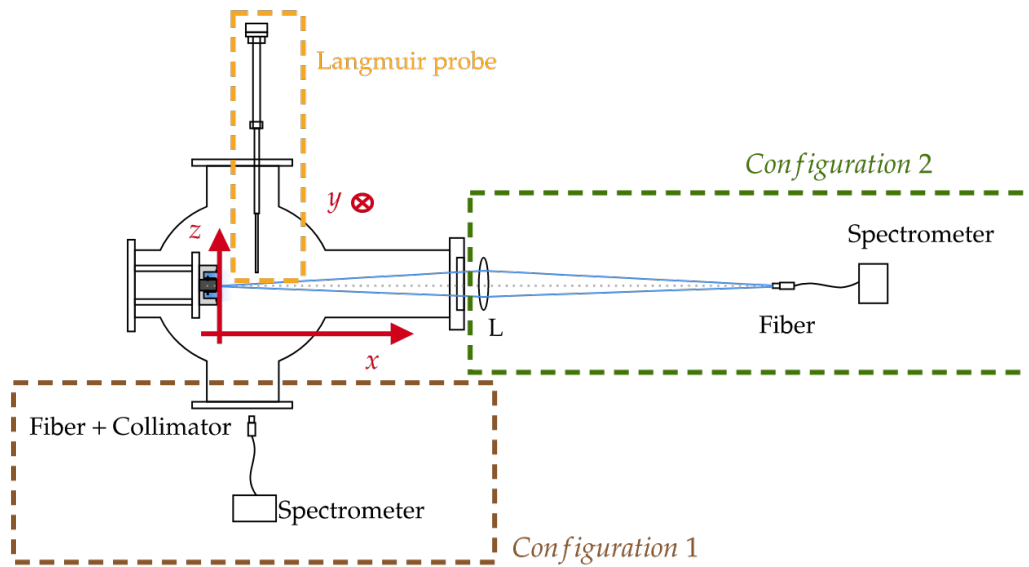 Langmuir probe
Configuration 2
y
z
Spectrometer
L
Fiber
x
Fiber + Collimator
Spectrometer
Configuration 1